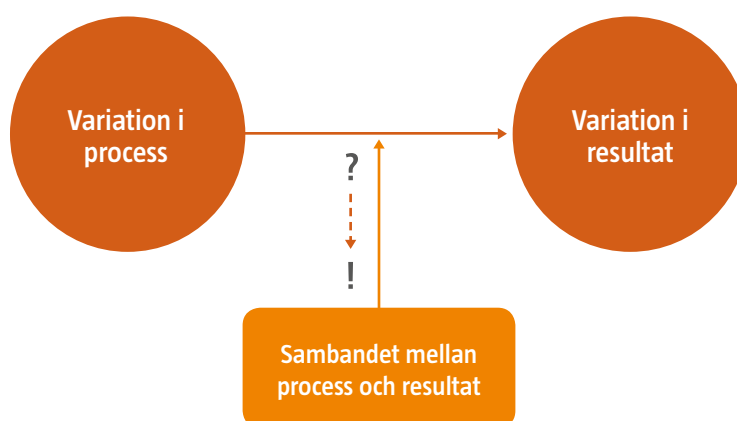 Variation i
process
Variation i
resultat
?
!
Sambandet mellan
process och resultat